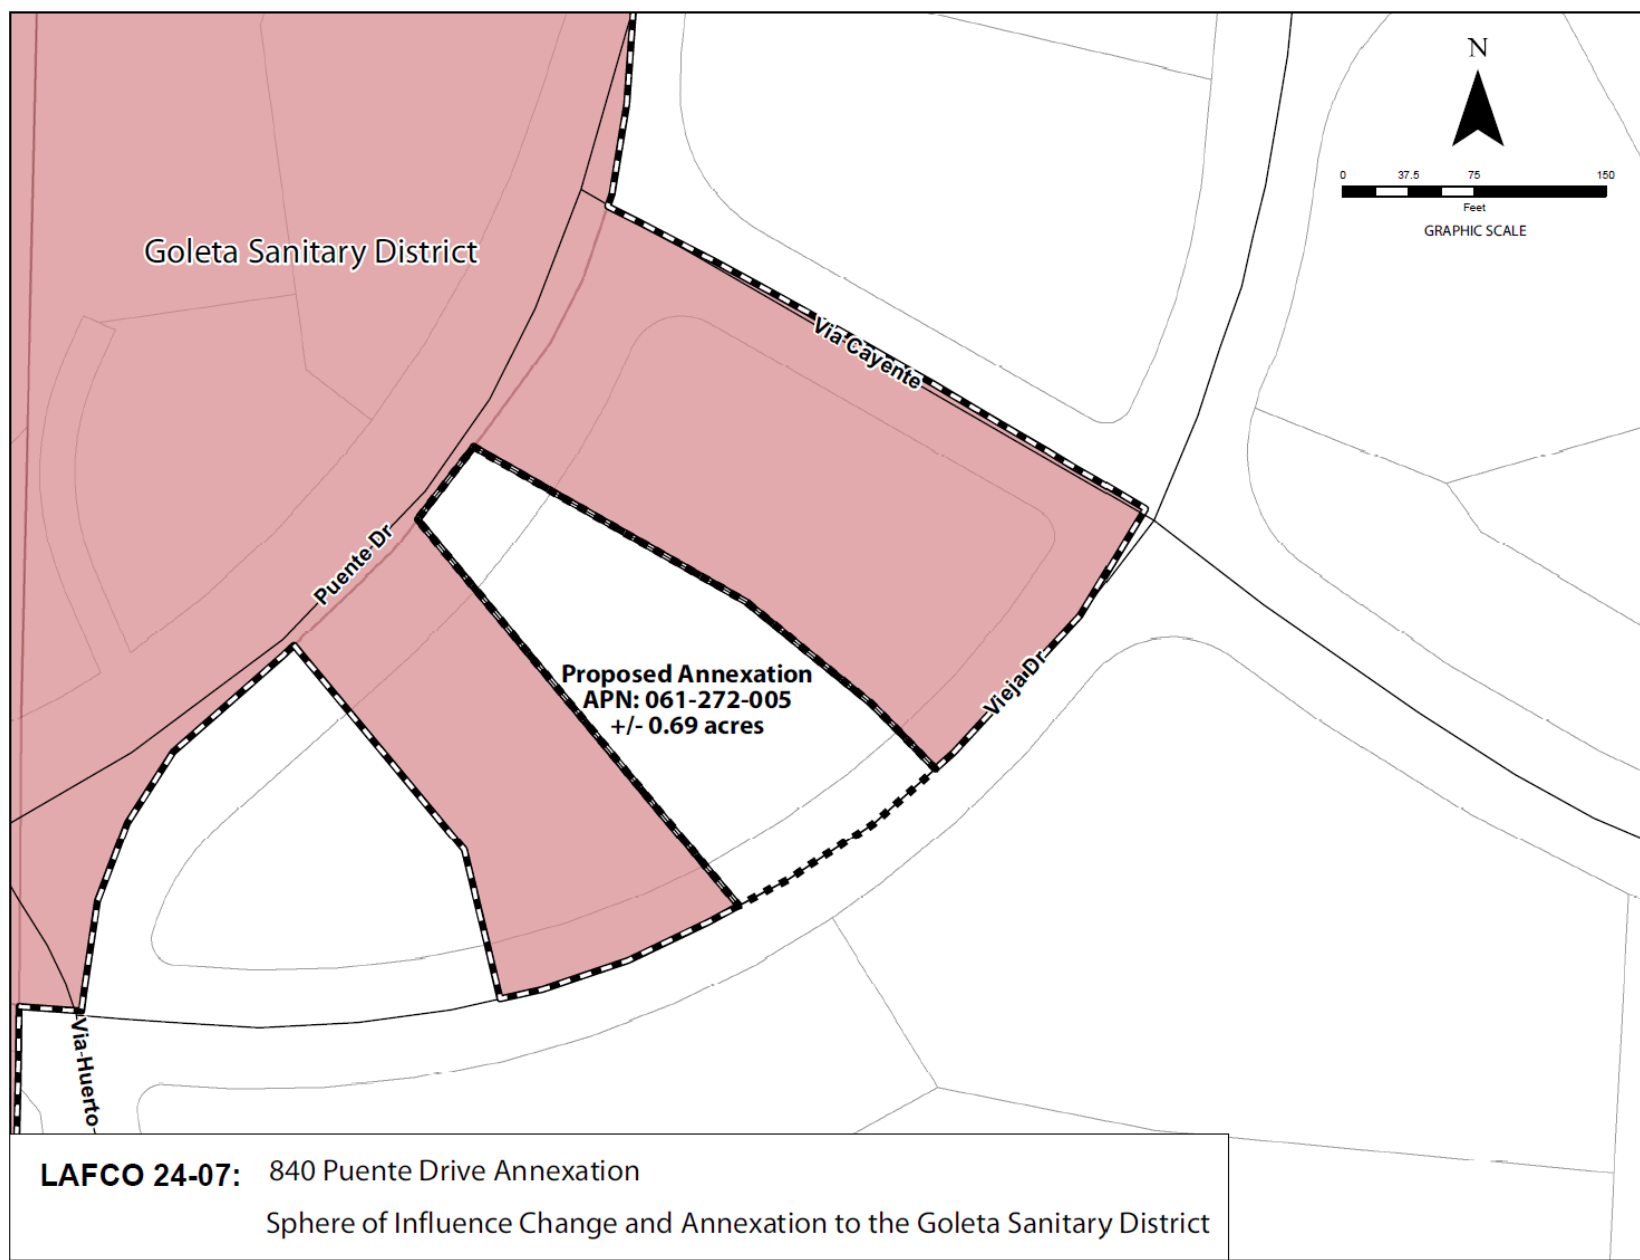 N
0 37.5 75 150
Feet
GRAPHIC SCALE
Goleta Sanitary District
Via Cayente
Puente Dr
Proposed Annexation
APN: 061-272-005
+/- 0.69 acres
Vieja Dr
Via Huerto
LAFCO 24-07: 840 Puente Drive Annexation
Sphere of Influence Change and Annexation to the Goleta Sanitary District